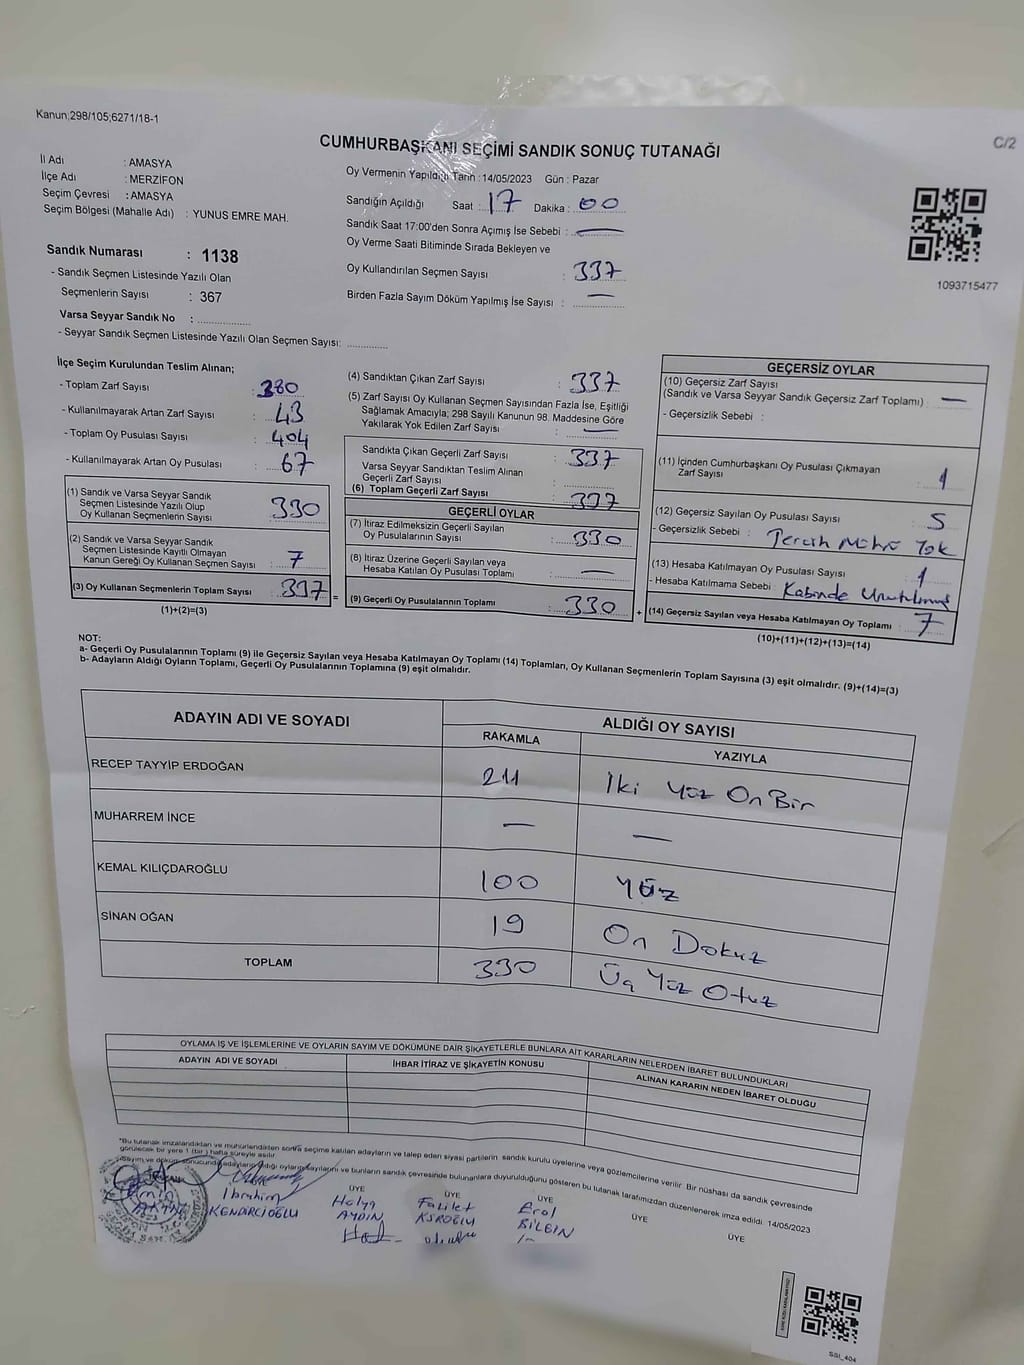 Kanun;298/105;6271/18-1
C/2
CUMHURBAŞKANI SEÇİMİ SANDIK SONUÇ TUTANAĞI
İl Adı : AMASYA
İlçe Adı : MERZİFON
Seçim Çevresi : AMASYA
Seçim Bölgesi (Mahalle Adı) : YUNUS EMRE MAH.
Sandık Numarası : 1138
- Sandık Seçmen Listesinde Yazılı Olan
Seçmenlerin Sayısı : 367
Varsa Seyyar Sandık No :
- Seyyar Sandık Seçmen Listesinde Yazılı Olan Seçmen Sayısı:
Oy Vermenin Yapıldığı Tarih : 14/05/2023 Gün : Pazar
Sandığın Açıldığı Saat : 17 Dakika : 00
Sandık Saat 17:00'den Sonra Açımış İse Sebebi : —
Oy Verme Saati Bitiminde Sırada Bekleyen ve
Oy Kullandırılan Seçmen Sayısı : 337
Birden Fazla Sayım Döküm Yapılmış İse Sayısı : —
1093715477
İlçe Seçim Kurulundan Teslim Alınan;
- Toplam Zarf Sayısı : 380
- Kullanılmayarak Artan Zarf Sayısı : 43
- Toplam Oy Pusulası Sayısı : 404
- Kullanılmayarak Artan Oy Pusulası : 67
(1) Sandık ve Varsa Seyyar Sandık
Seçmen Listesinde Yazılı Olup
Oy Kullanan Seçmenlerin Sayısı : 330
(2) Sandık ve Varsa Seyyar Sandık
Seçmen Listesinde Kayıtlı Olmayan
Kanun Gereği Oy Kullanan Seçmen Sayısı : 7
(3) Oy Kullanan Seçmenlerin Toplam Sayısı : 337 =
(1)+(2)=(3)
(4) Sandıktan Çıkan Zarf Sayısı : 337
(5) Zarf Sayısı Oy Kullanan Seçmen Sayısından Fazla İse, Eşitliği
Sağlamak Amacıyla, 298 Sayılı Kanunun 98. Maddesine Göre
Yakılarak Yok Edilen Zarf Sayısı : —
Sandıkta Çıkan Geçerli Zarf Sayısı : 337
Varsa Seyyar Sandıktan Teslim Alınan
Geçerli Zarf Sayısı :
(6) Toplam Geçerli Zarf Sayısı : 337
GEÇERLİ OYLAR
(7) İtiraz Edilmeksizin Geçerli Sayılan
Oy Pusulalarının Sayısı : 330
(8) İtiraz Üzerine Geçerli Sayılan veya
Hesaba Katılan Oy Pusulası Toplamı : —
(9) Geçerli Oy Pusulalarının Toplamı : 330 +
GEÇERSİZ OYLAR
(10) Geçersiz Zarf Sayısı
(Sandık ve Varsa Seyyar Sandık Geçersiz Zarf Toplamı) : —
- Geçersizlik Sebebi :
(11) İçinden Cumhurbaşkanı Oy Pusulası Çıkmayan
Zarf Sayısı : 1
(12) Geçersiz Sayılan Oy Pusulası Sayısı : 5
- Geçersizlik Sebebi : Tercih Mührü Yok
(13) Hesaba Katılmayan Oy Pusulası Sayısı : 1
- Hesaba Katılmama Sebebi : Kabinde Unutulmuş
(14) Geçersiz Sayılan veya Hesaba Katılmayan Oy Toplamı : 7
(10)+(11)+(12)+(13)=(14)
NOT:
a- Geçerli Oy Pusulalarının Toplamı (9) ile Geçersiz Sayılan veya Hesaba Katılmayan Oy Toplamı (14) Toplamları, Oy Kullanan Seçmenlerin Toplam Sayısına (3) eşit olmalıdır. (9)+(14)=(3)
b- Adayların Aldığı Oyların Toplamı, Geçerli Oy Pusulalarının Toplamına (9) eşit olmalıdır.
ADAYIN ADI VE SOYADI ALDIĞI OY SAYISI
RAKAMLA YAZIYLA
RECEP TAYYİP ERDOĞAN 211 İki Yüz On Bir
MUHARREM İNCE — —
KEMAL KILIÇDAROĞLU 100 YÜZ
SİNAN OĞAN 19 On Dokuz
TOPLAM 330 Üç Yüz Otuz
OYLAMA İŞ VE İŞLEMLERİNE VE OYLARIN SAYIM VE DÖKÜMÜNE DAİR ŞİKAYETLERLE BUNLARA AİT KARARLARIN NELERDEN İBARET BULUNDUKLARI
ADAYIN ADI VE SOYADI İHBAR İTİRAZ VE ŞİKAYETİN KONUSU ALINAN KARARIN NEDEN İBARET OLDUĞU
*Bu tutanak imzalandıktan ve mühürlendikten sonra seçime katılan adayların ve talep eden siyasi partilerin sandık kurulu üyelerine veya gözlemcilerine verilir. Bir nüshası da sandık çevresinde
görülecek bir yere 1 (bir) hafta süreyle asılır.
Sayım ve döküm sonucunda adayların aldığı oyların sayılarını ve bunların sandık çevresinde bulunanlara duyurulduğunu gösteren bu tutanak tarafımızdan düzenlenerek imza edildi. 14/05/2023
ÜYE ÜYE ÜYE ÜYE ÜYE
Emin İbrahim Halya Fazilet Erol
KENDİRCİOĞLU AYDIN BİLGİN
SSI_404